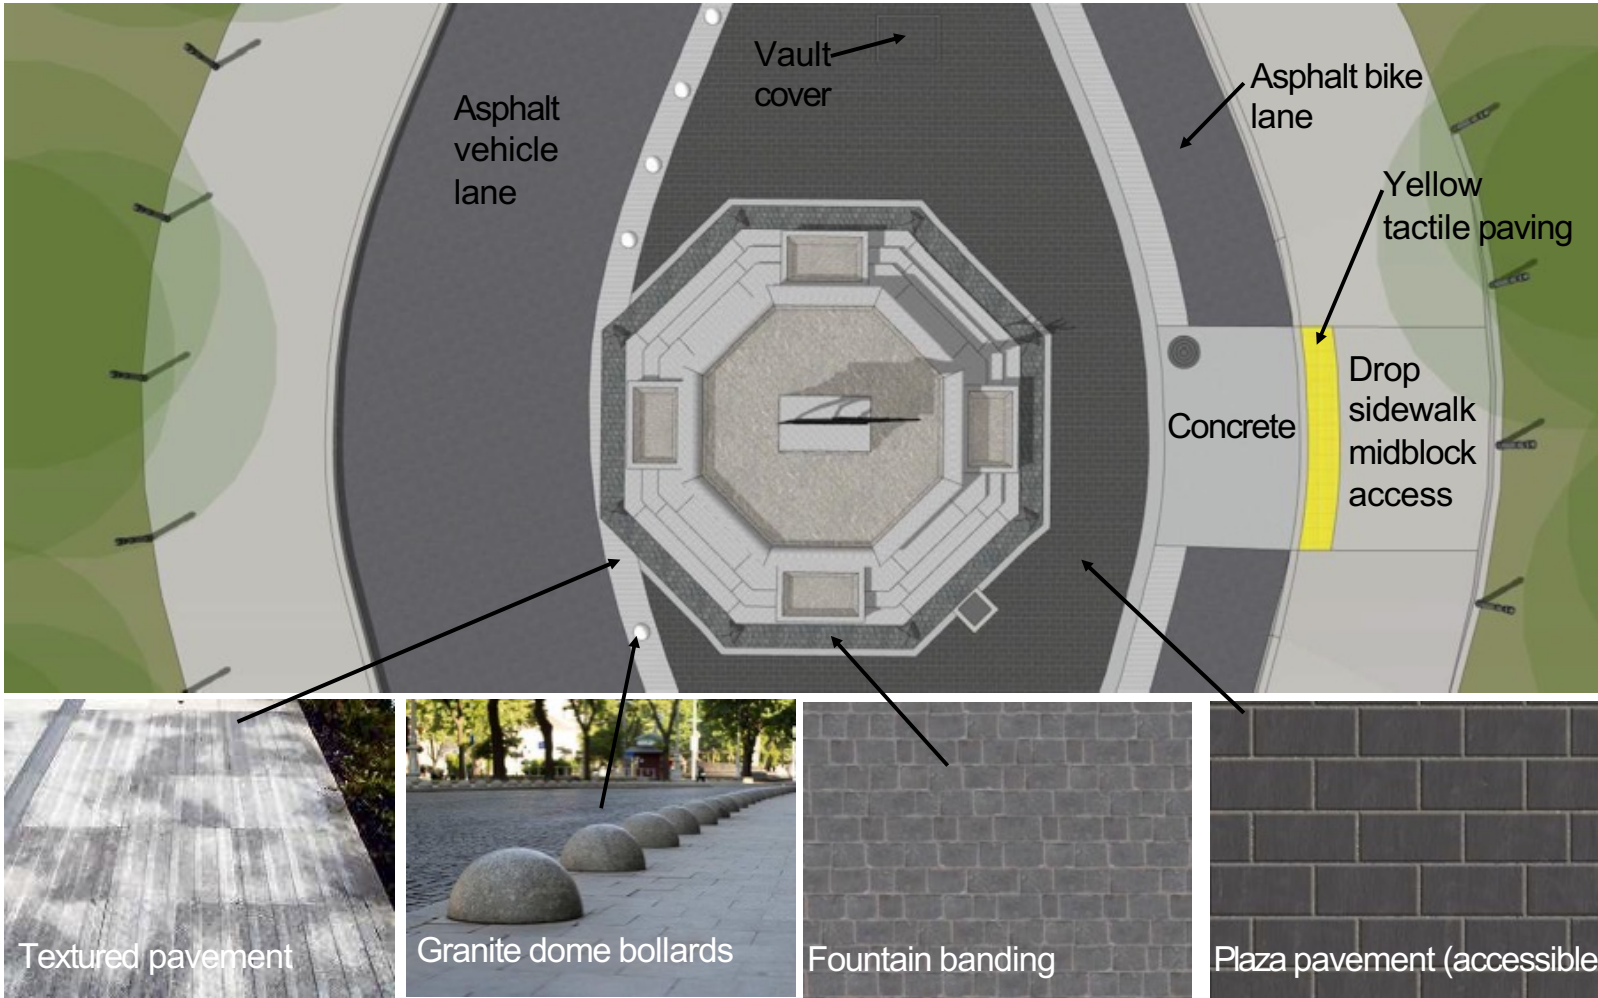 Vault
cover
Asphalt
vehicle
lane
Asphalt bike
lane
Yellow
tactile paving
Concrete
Drop
sidewalk
midblock
access
Textured pavement
Granite dome bollards
Fountain banding
Plaza pavement (accessible